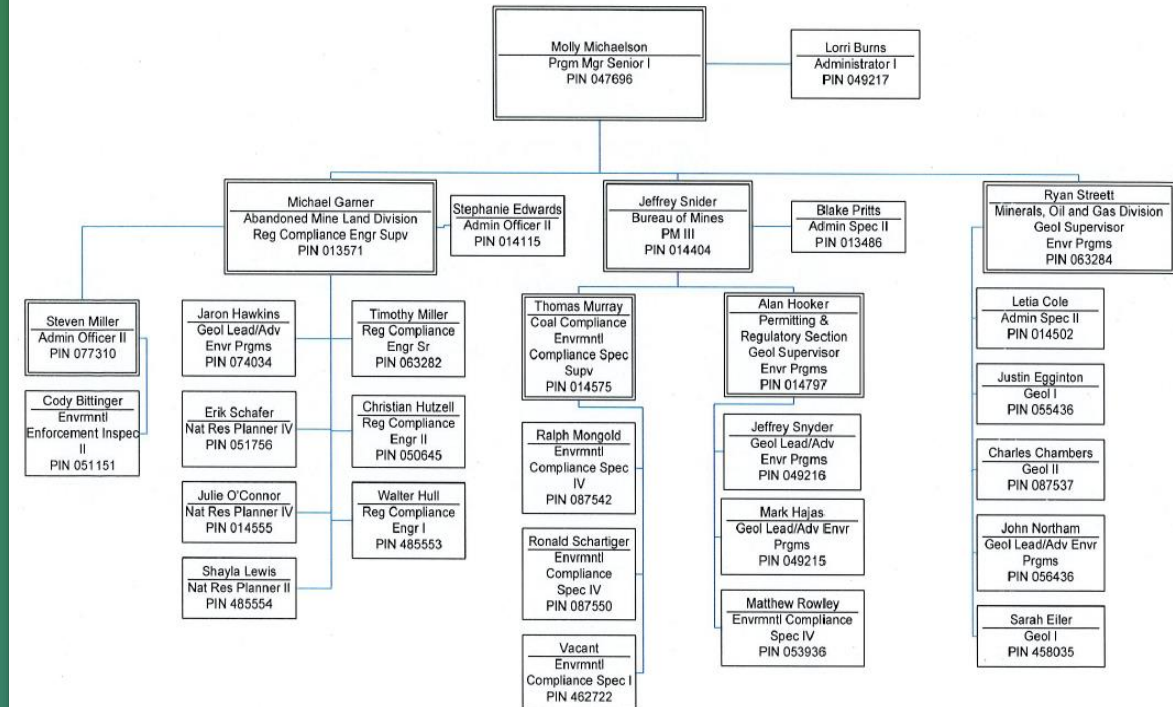 Molly Michaelson
Prgm Mgr Senior I
PIN 047696
Lorri Burns
Administrator I
PIN 049217
Michael Garner
Abandoned Mine Land Division
Reg Compliance Engr Supv
PIN 013571
Stephanie Edwards
Admin Officer II
PIN 014115
Jeffrey Snider
Bureau of Mines
PM III
PIN 014404
Blake Pritts
Admin Spec II
PIN 013486
Ryan Streett
Minerals, Oil and Gas Division
Geol Supervisor
Envr Prgms
PIN 063284
Steven Miller
Admin Officer II
PIN 077310
Cody Bittinger
Envrmntl
Enforcement Inspec
II
PIN 051151
Jaron Hawkins
Geol Lead/Adv
Envr Prgms
PIN 074034
Erik Schafer
Nat Res Planner IV
PIN 051756
Julie O'Connor
Nat Res Planner IV
PIN 014555
Shayla Lewis
Nat Res Planner II
PIN 485554
Timothy Miller
Reg Compliance
Engr Sr
PIN 063282
Christian Hutzell
Reg Compliance
Engr II
PIN 050645
Walter Hull
Reg Compliance
Engr I
PIN 485553
Thomas Murray
Coal Compliance
Envrmntl
Compliance Spec
Supv
PIN 014575
Ralph Mongold
Envrmntl
Compliance Spec
IV
PIN 087542
Ronald Schartiger
Envrmntl
Compliance
Spec IV
PIN 087550
Vacant
Envrmntl
Compliance Spec I
PIN 462722
Alan Hooker
Permitting &
Regulatory Section
Geol Supervisor
Envr Prgms
PIN 014797
Jeffrey Snyder
Geol Lead/Adv
Envr Prgms
PIN 049216
Mark Hajas
Geol Lead/Adv Envr
Prgms
PIN 049215
Matthew Rowley
Envrmntl Compliance
Spec IV
PIN 053936
Letia Cole
Admin Spec II
PIN 014502
Justin Egginton
Geol I
PIN 055436
Charles Chambers
Geol II
PIN 087537
John Northam
Geol Lead/Adv Envr
Prgms
PIN 056436
Sarah Eiler
Geol I
PIN 458035